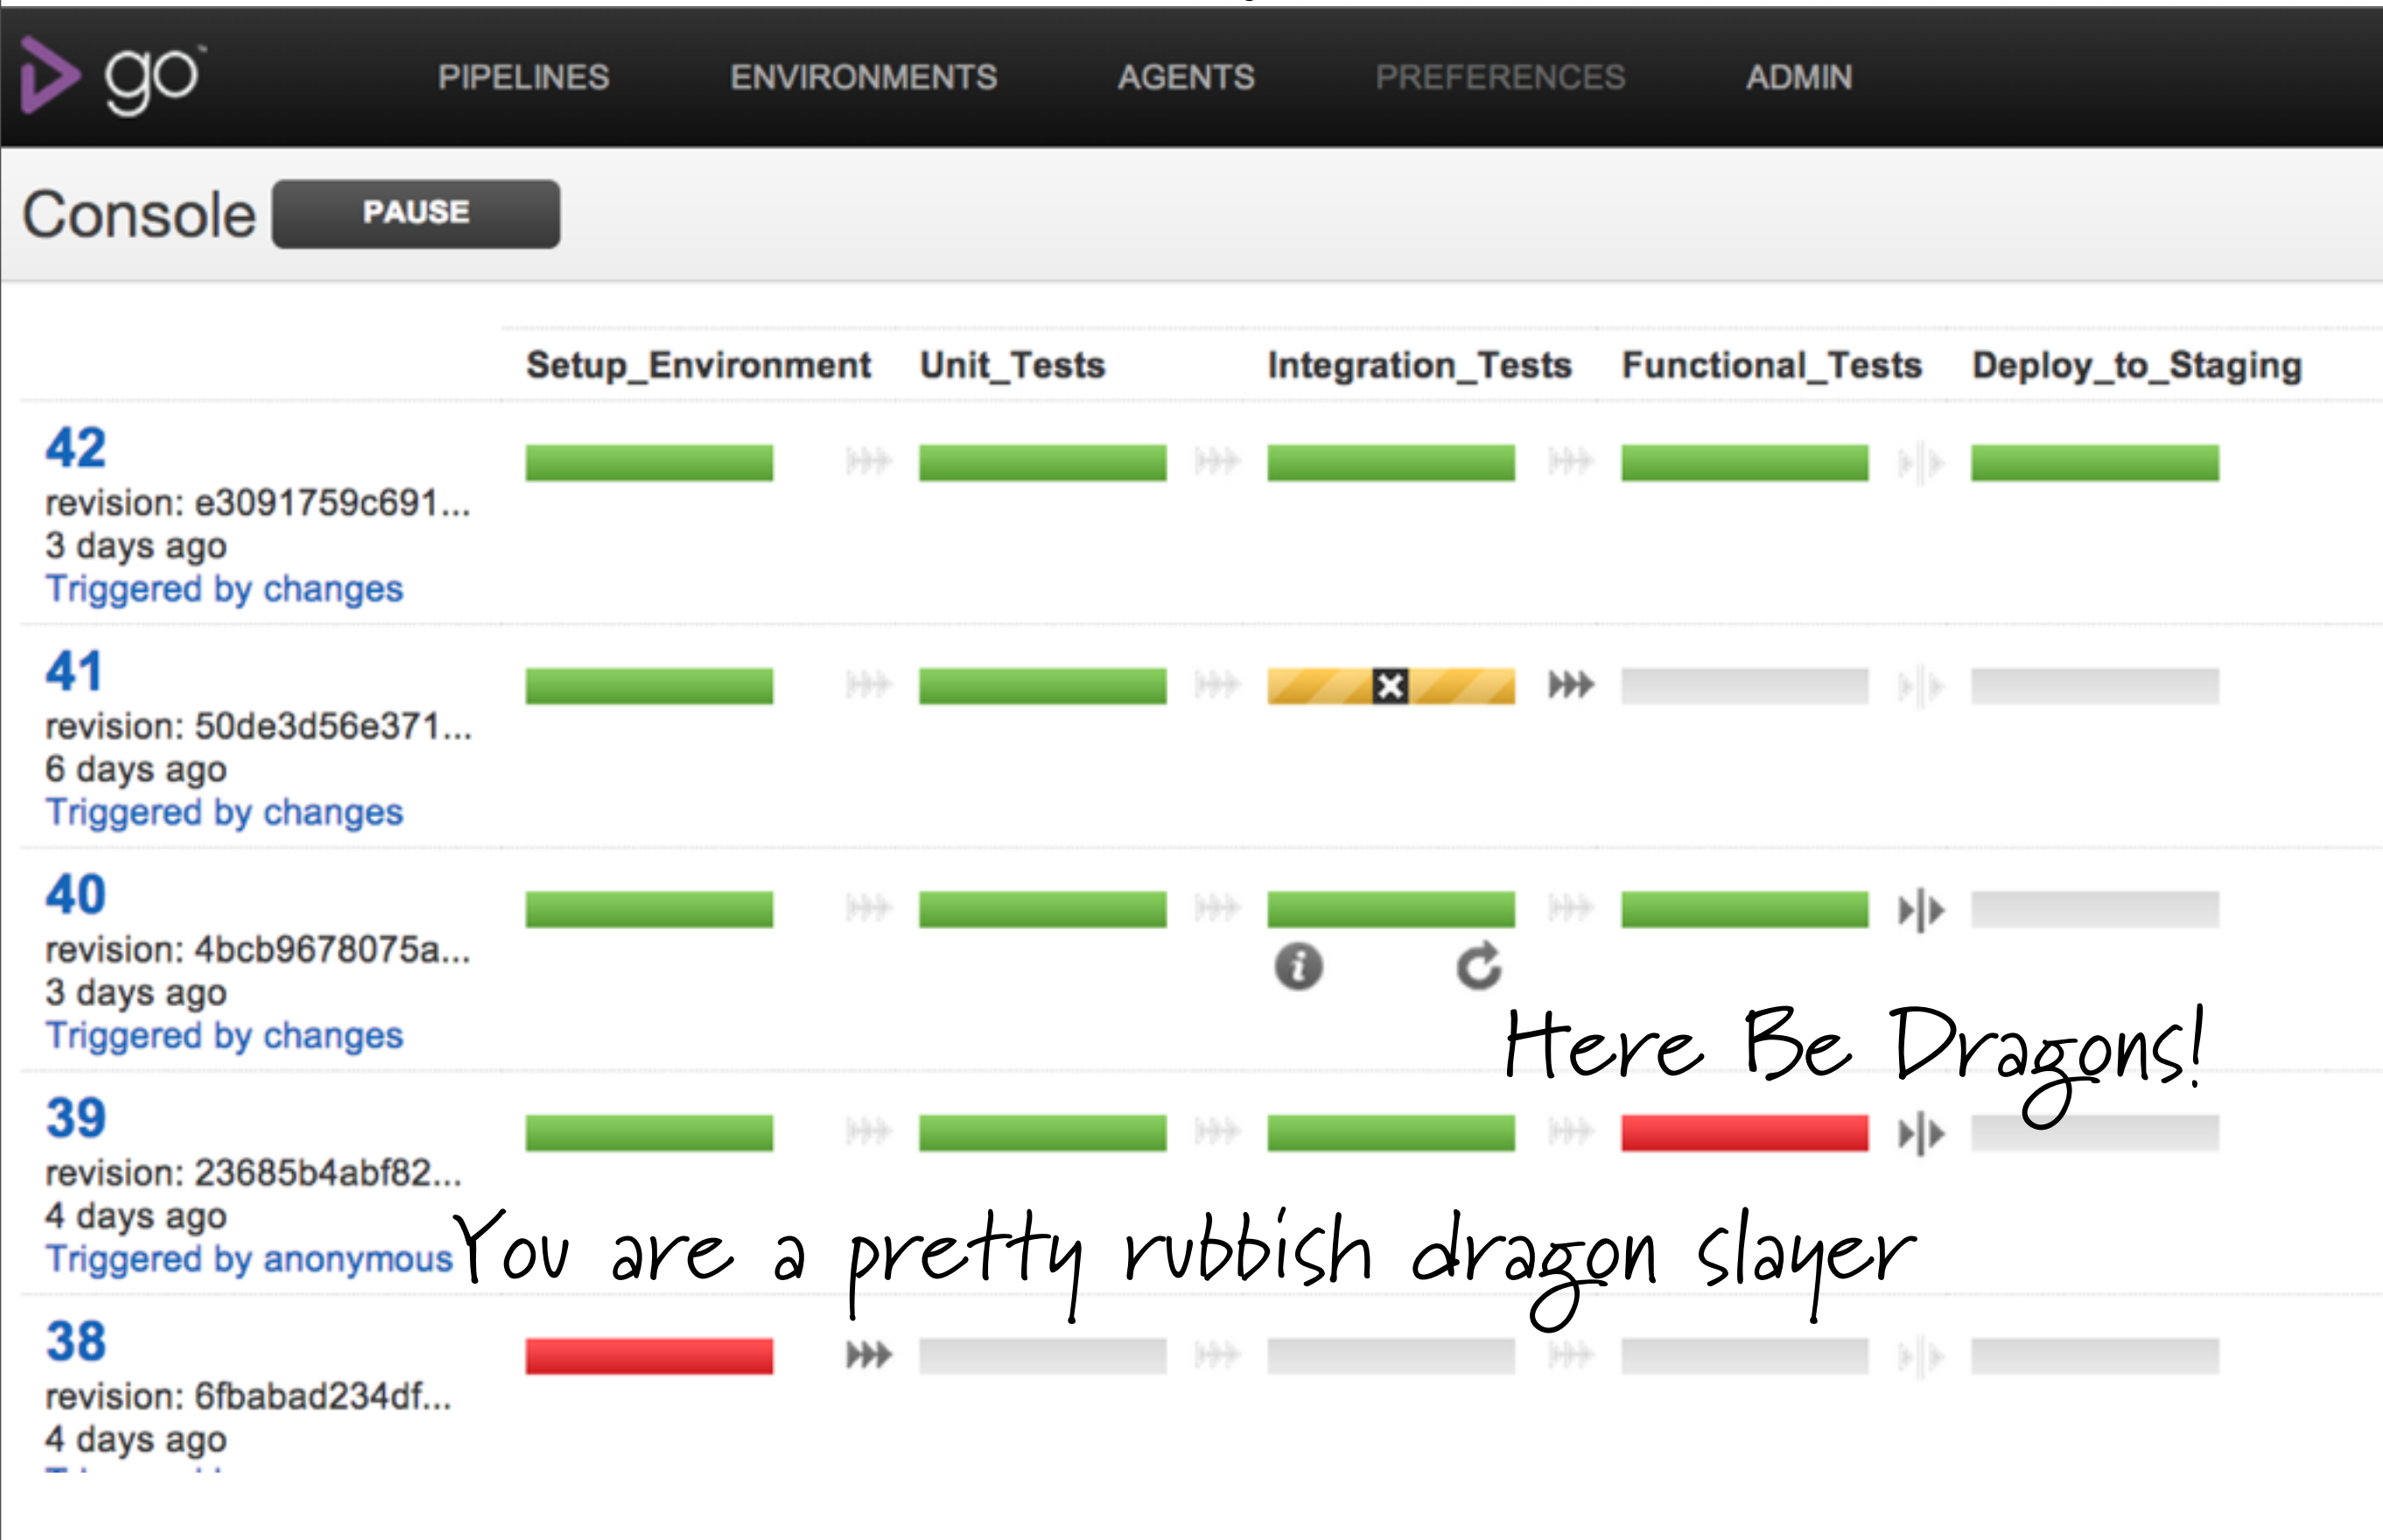 go™
PIPELINES ENVIRONMENTS AGENTS PREFERENCES ADMIN
Console PAUSE
Setup_Environment Unit_Tests Integration_Tests Functional_Tests Deploy_to_Staging
42
revision: e3091759c691...
3 days ago
Triggered by changes
41
revision: 50de3d56e371...
6 days ago
Triggered by changes
40
revision: 4bcb9678075a...
3 days ago
Triggered by changes
Here Be Dragons!
39
revision: 23685b4abf82...
4 days ago
Triggered by anonymous
You are a pretty rubbish dragon slayer
38
revision: 6fbabad234df...
4 days ago